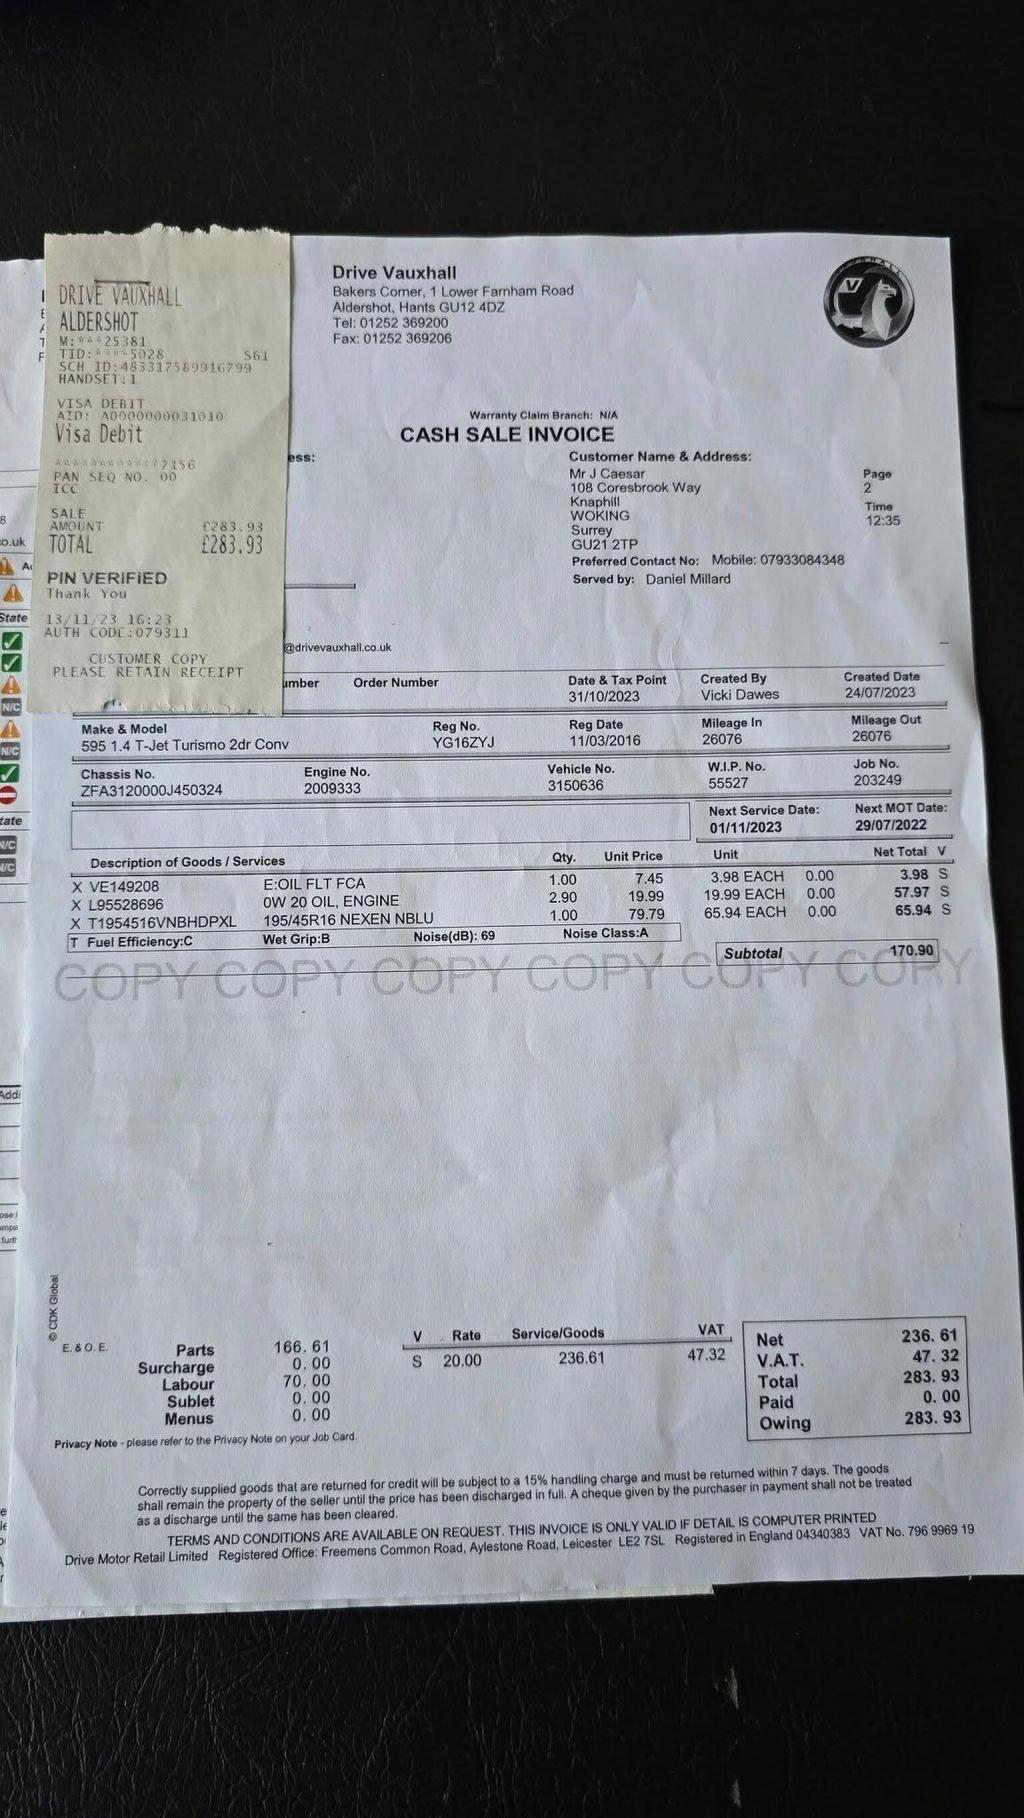 DRIVE VAUXHALL
ALDERSHOT
M:***25381
TID:****5028 S61
SCH ID:483317589916799
HANDSET:1
VISA DEBIT
AID: A0000000031010
Visa Debit
************7156
PAN SEQ NO. 00
ICC
SALE
AMOUNT £283.93
TOTAL £283.93
PIN VERIFIED
Thank You
13/11/23 16:23
AUTH CODE:079311
CUSTOMER COPY
PLEASE RETAIN RECEIPT
Drive Vauxhall
Bakers Corner, 1 Lower Farnham Road
Aldershot, Hants GU12 4DZ
Tel: 01252 369200
Fax: 01252 369206
Warranty Claim Branch: N/A
CASH SALE INVOICE
ess:
Customer Name & Address:
Mr J Caesar
108 Coresbrook Way
Knaphill
WOKING
Surrey
GU21 2TP
Page
2
Time
12:35
Preferred Contact No: Mobile: 07933084348
Served by: Daniel Millard
@drivevauxhall.co.uk
umber Order Number Date & Tax Point Created By Created Date
31/10/2023 Vicki Dawes 24/07/2023
Make & Model Reg No. Reg Date Mileage In Mileage Out
595 1.4 T-Jet Turismo 2dr Conv YG16ZYJ 11/03/2016 26076 26076
Chassis No. Engine No. Vehicle No. W.I.P. No. Job No.
ZFA3120000J450324 2009333 3150636 55527 203249
Next Service Date: Next MOT Date:
01/11/2023 29/07/2022
Description of Goods / Services Qty. Unit Price Unit Net Total V
X VE149208 E:OIL FLT FCA 1.00 7.45 3.98 EACH 0.00 3.98 S
X L95528696 0W 20 OIL, ENGINE 2.90 19.99 19.99 EACH 0.00 57.97 S
X T1954516VNBHDPXL 195/45R16 NEXEN NBLU 1.00 79.79 65.94 EACH 0.00 65.94 S
T Fuel Efficiency:C Wet Grip:B Noise(dB): 69 Noise Class:A
Subtotal 170.90
COPY COPY COPY COPY COPY COPY
© CDK Global
E. & O. E.
Parts 166.61
Surcharge 0.00
Labour 70.00
Sublet 0.00
Menus 0.00
V Rate Service/Goods VAT
S 20.00 236.61 47.32
Net 236.61
V.A.T. 47.32
Total 283.93
Paid 0.00
Owing 283.93
Privacy Note - please refer to the Privacy Note on your Job Card.
Correctly supplied goods that are returned for credit will be subject to a 15% handling charge and must be returned within 7 days. The goods
shall remain the property of the seller until the price has been discharged in full. A cheque given by the purchaser in payment shall not be treated
as a discharge until the same has been cleared.
TERMS AND CONDITIONS ARE AVAILABLE ON REQUEST. THIS INVOICE IS ONLY VALID IF DETAIL IS COMPUTER PRINTED
Drive Motor Retail Limited Registered Office: Freemens Common Road, Aylestone Road, Leicester LE2 7SL Registered in England 04340383 VAT No. 796 9969 19
8
o.uk
State
N/C
N/C
tate
N/C
N/C
Addi
furth